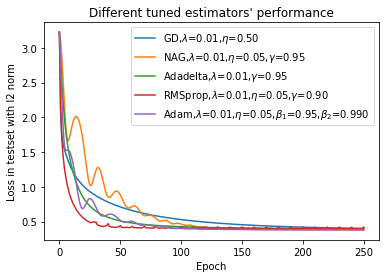 Different tuned estimators' performance
GD,λ=0.01,η=0.50
NAG,λ=0.01,η=0.05,γ=0.95
Adadelta,λ=0.01,γ=0.95
RMSprop,λ=0.01,η=0.05,γ=0.90
Adam,λ=0.01,η=0.05,β₁=0.95,β₂=0.990
Loss in testset with l2 norm
3.0
2.5
2.0
1.5
1.0
0.5
0
50
100
150
200
250
Epoch